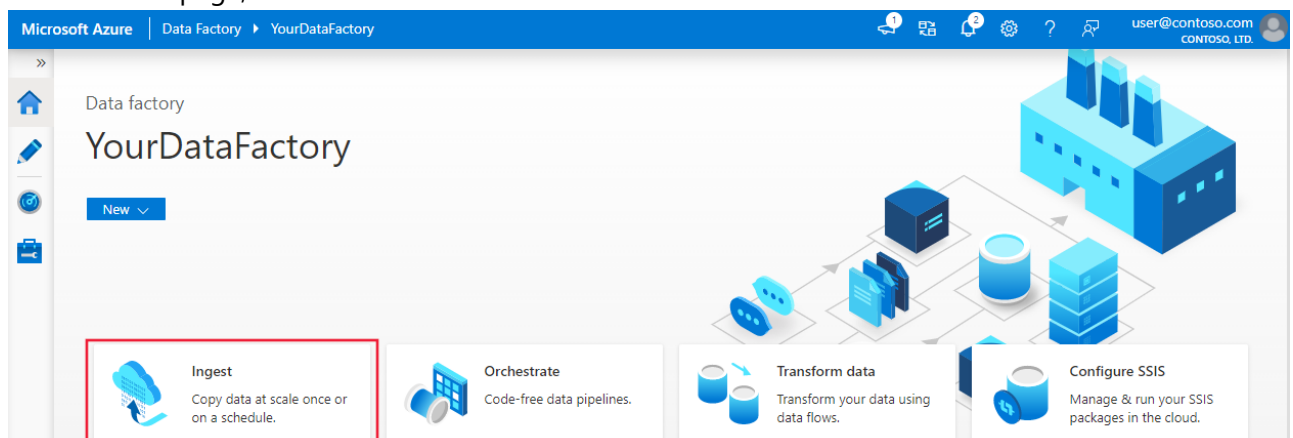 Microsoft Azure Data Factory YourDataFactory 2 ? user@contoso.com
CONTOSO, LTD.
»
Data factory
YourDataFactory
New
Ingest
Copy data at scale once or
on a schedule.
Orchestrate
Code-free data pipelines.
Transform data
Transform your data using
data flows.
Configure SSIS
Manage & run your SSIS
packages in the cloud.